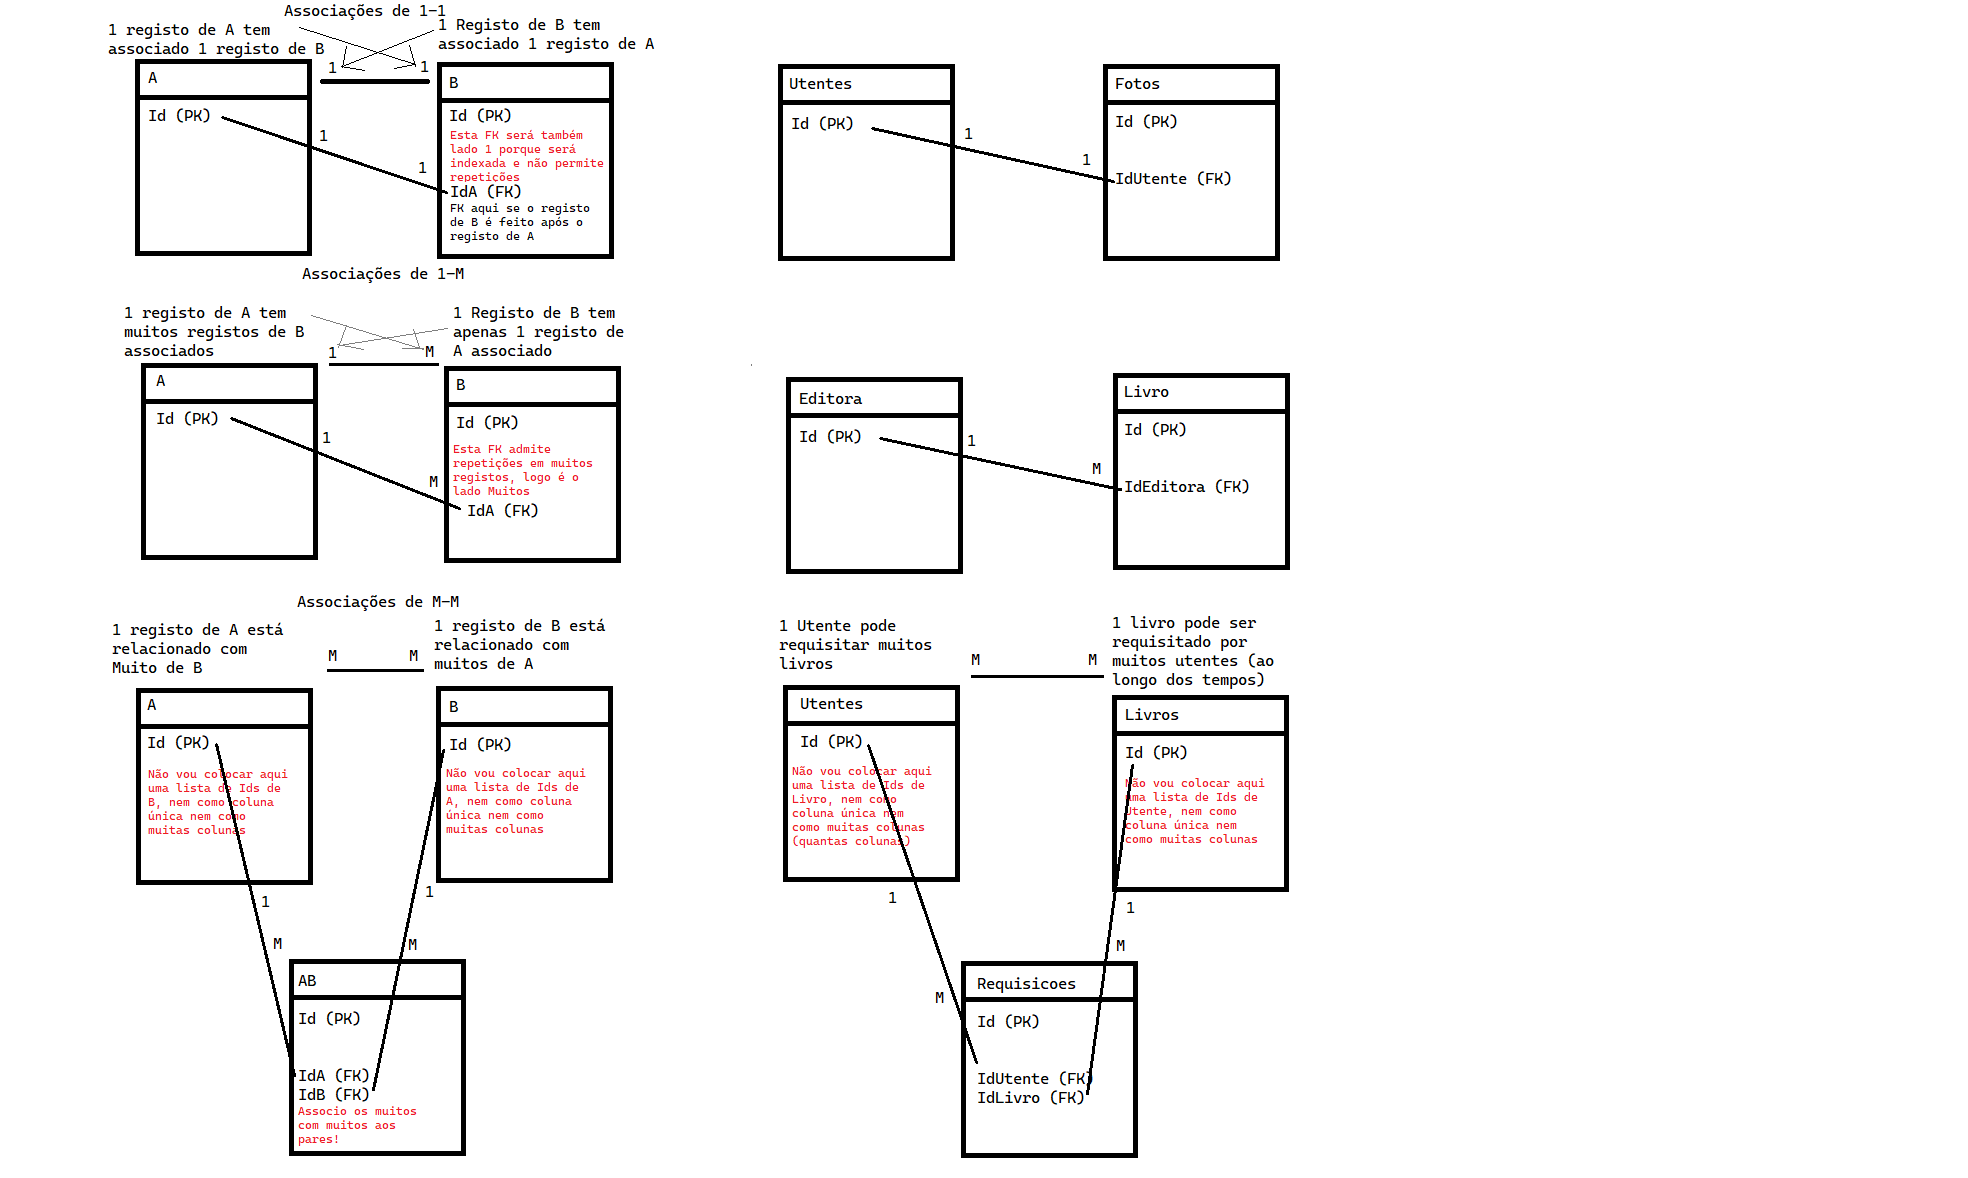 Associações de 1-1
1 registo de A tem
associado 1 registo de B
1 Registo de B tem
associado 1 registo de A
1
1
A
Id (PK)
1
1
B
Id (PK)
Esta FK será também
lado 1 porque será
indexada e não permite
repetições
IdA (FK)
FK aqui se o registo
de B é feito após o
registo de A
Utentes
Id (PK)
1
1
Fotos
Id (PK)
IdUtente (FK)
Associações de 1-M
1 registo de A tem
muitos registos de B
associados
1 Registo de B tem
apenas 1 registo de
A associado
1
M
A
Id (PK)
1
M
B
Id (PK)
Esta FK admite
repetições em muitos
registos, logo é o
lado Muitos
IdA (FK)
Editora
Id (PK)
1
M
Livro
Id (PK)
IdEditora (FK)
Associações de M-M
1 registo de A está
relacionado com
Muito de B
1 registo de B está
relacionado com
muitos de A
M
M
A
Id (PK)
Não vou colocar aqui
uma lista de Ids de
B, nem como coluna
única nem como
muitas colunas
B
Id (PK)
Não vou colocar aqui
uma lista de Ids de
A, nem como coluna
única nem como
muitas colunas
1
M
1
M
AB
Id (PK)
IdA (FK)
IdB (FK)
Associo os muitos
com muitos aos
pares!
1 Utente pode
requisitar muitos
livros
1 livro pode ser
requisitado por
muitos utentes (ao
longo dos tempos)
M
M
Utentes
Id (PK)
Não vou colocar aqui
uma lista de Ids de
Livro, nem como
coluna única nem
como muitas colunas
(quantas colunas)
Livros
Id (PK)
Não vou colocar aqui
uma lista de Ids de
Utente, nem como
coluna única nem
como muitas colunas
1
M
1
M
Requisicoes
Id (PK)
IdUtente (FK)
IdLivro (FK)